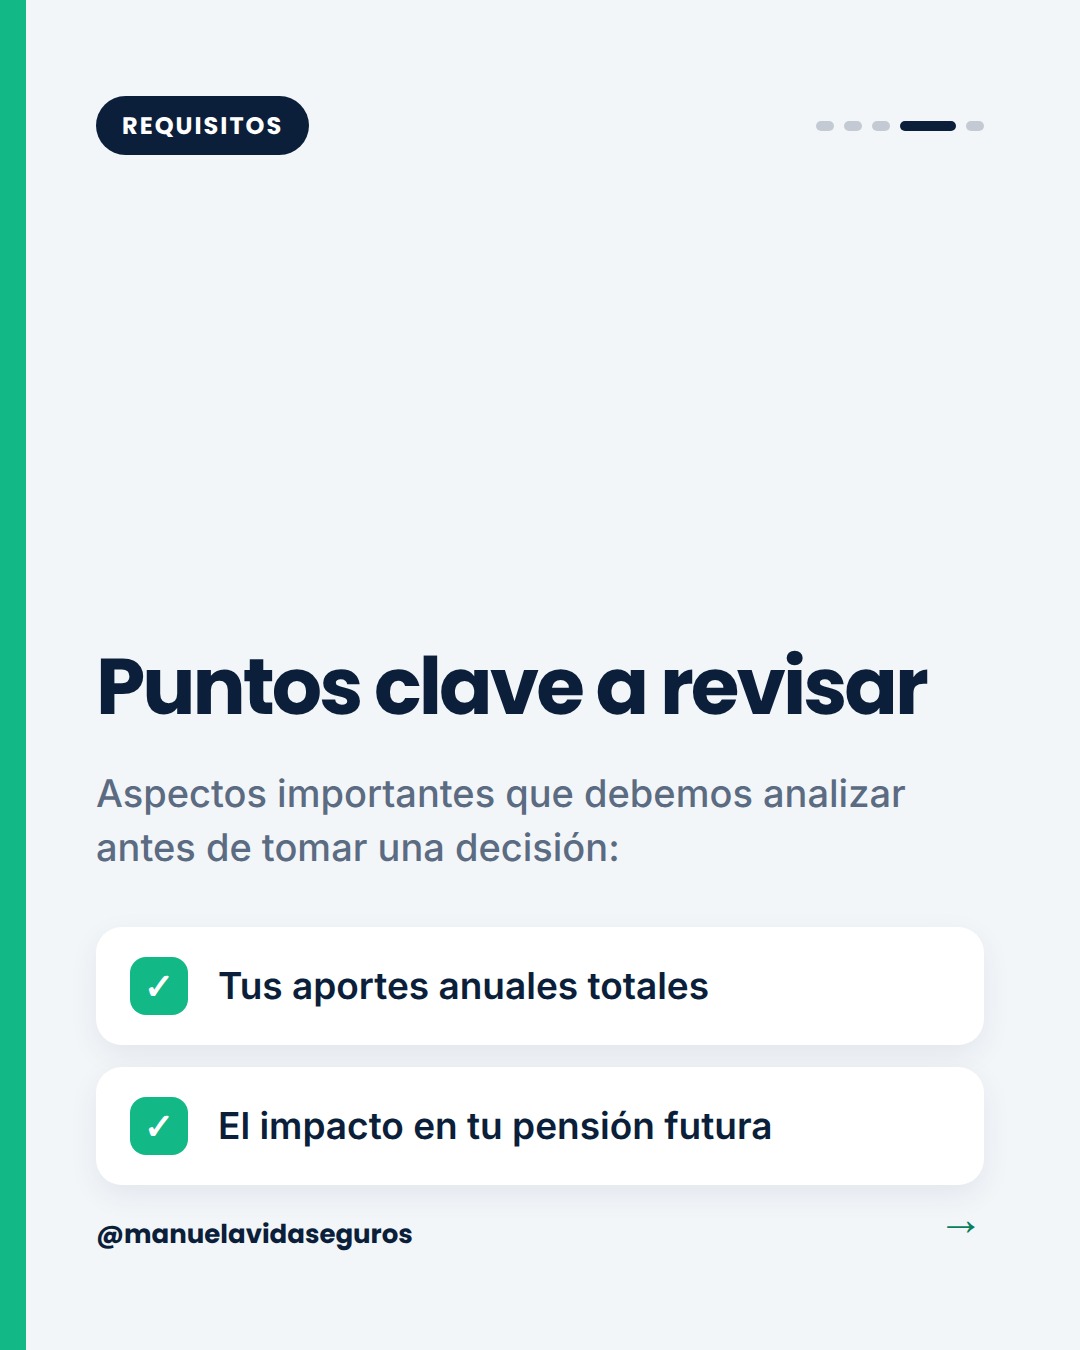 REQUISITOS
Puntos clave a revisar
Aspectos importantes que debemos analizar
antes de tomar una decisión:
✓ Tus aportes anuales totales
✓ El impacto en tu pensión futura
@manuelavidaseguros →